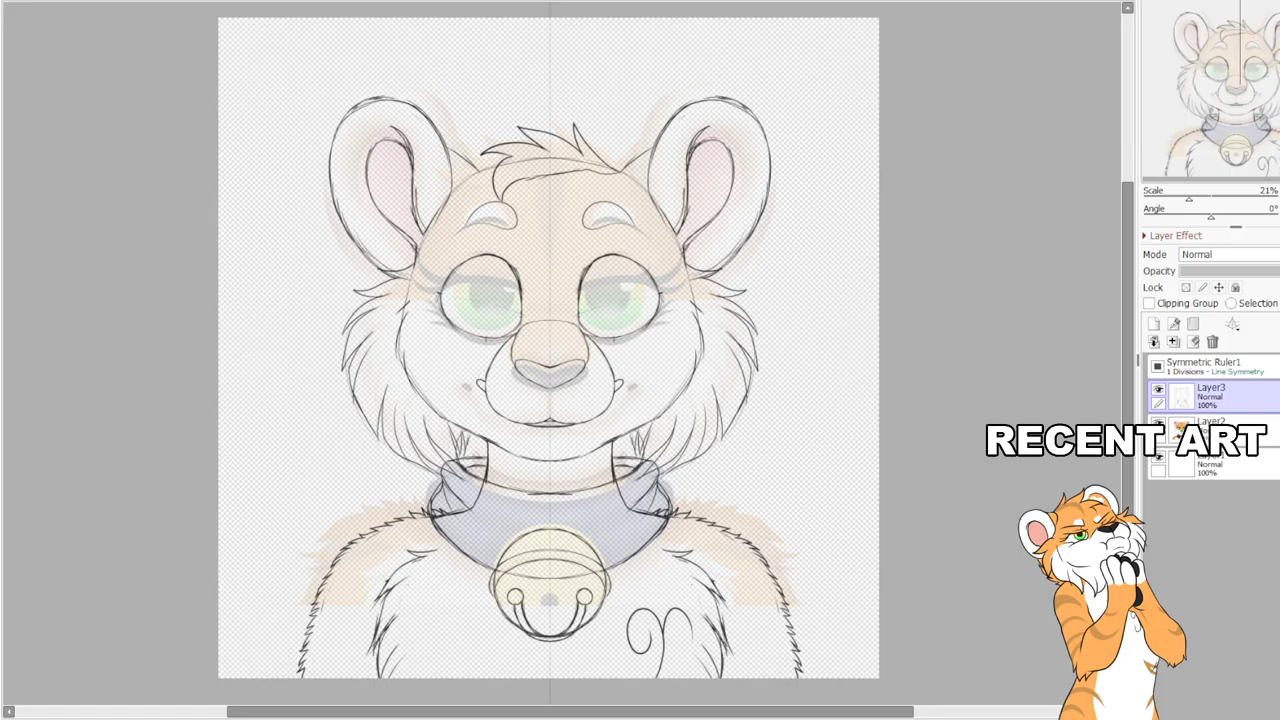 Scale 21%
Angle 0°
Layer Effect
Mode Normal
Opacity
Lock
Clipping Group Selection
Symmetric Ruler1
1 Divisions - Line Symmetry
Layer3
Normal
100%
Layer2
RECENT ART
Normal
100%